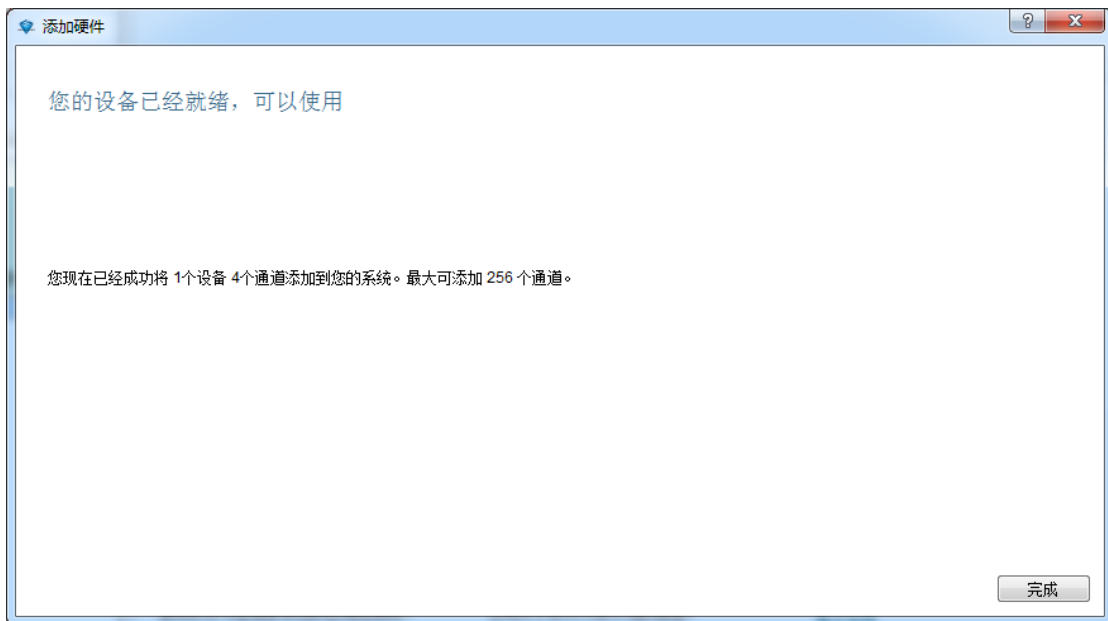 添加硬件
您的设备已经就绪，可以使用
您现在已经成功将 1个设备 4个通道添加到您的系统。最大可添加 256 个通道。
完成